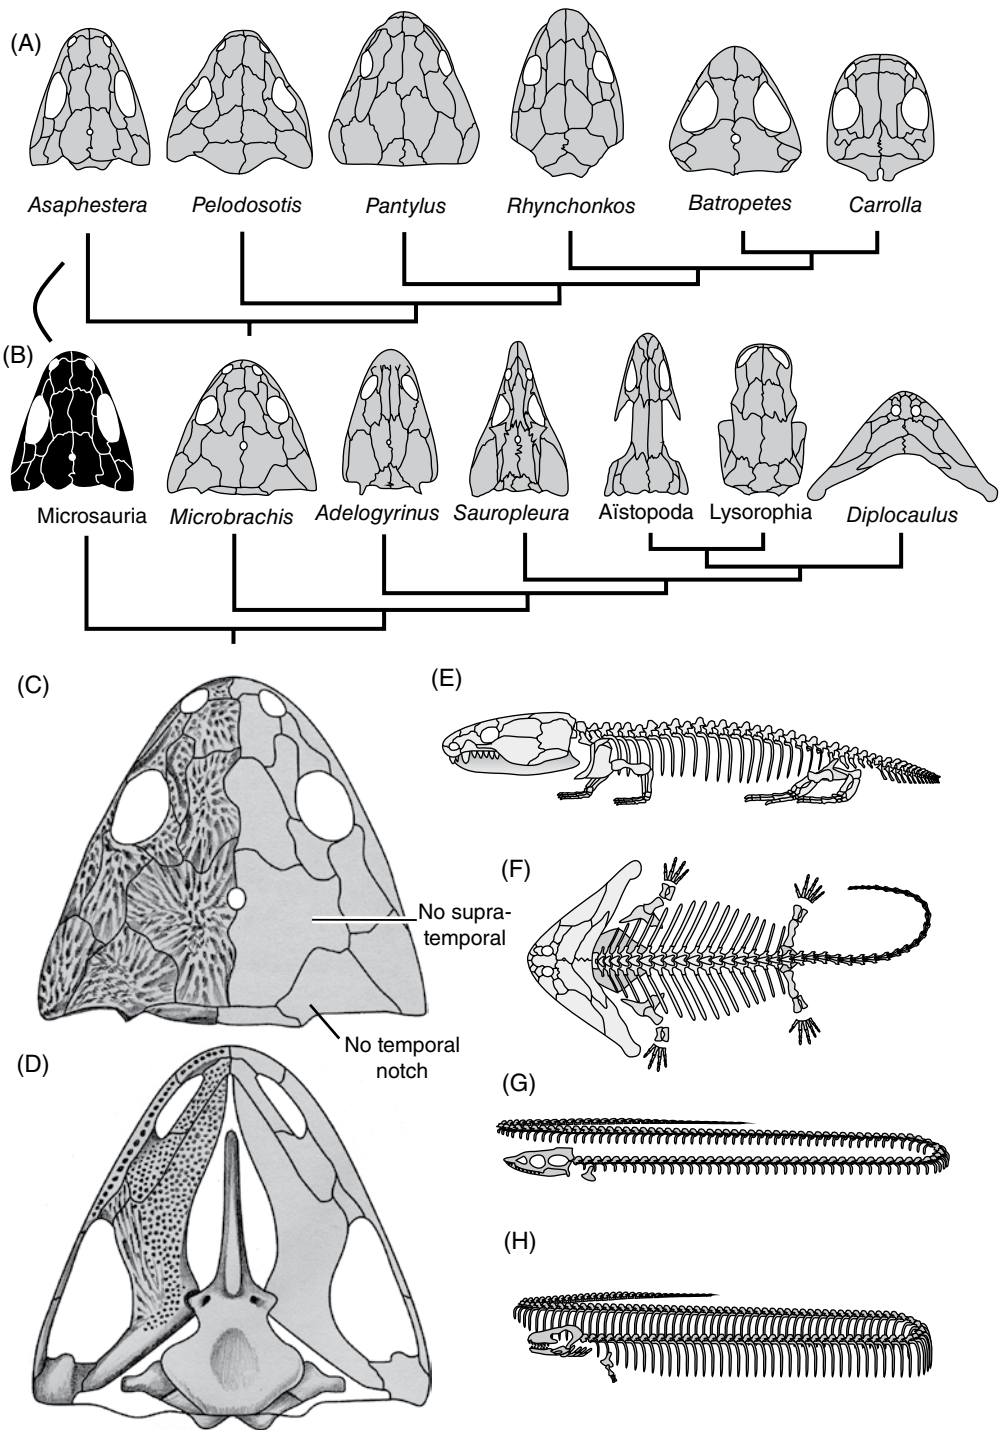 (A)
Asaphestera Pelodosotis Pantylus Rhynchonkos Batropetes Carrolla
(B)
Microsauria Microbrachis Adelogyrinus Sauropleura Aïstopoda Lysorophia Diplocaulus
(C)
No supra-
temporal
No temporal
notch
(D)
(E)
(F)
(G)
(H)